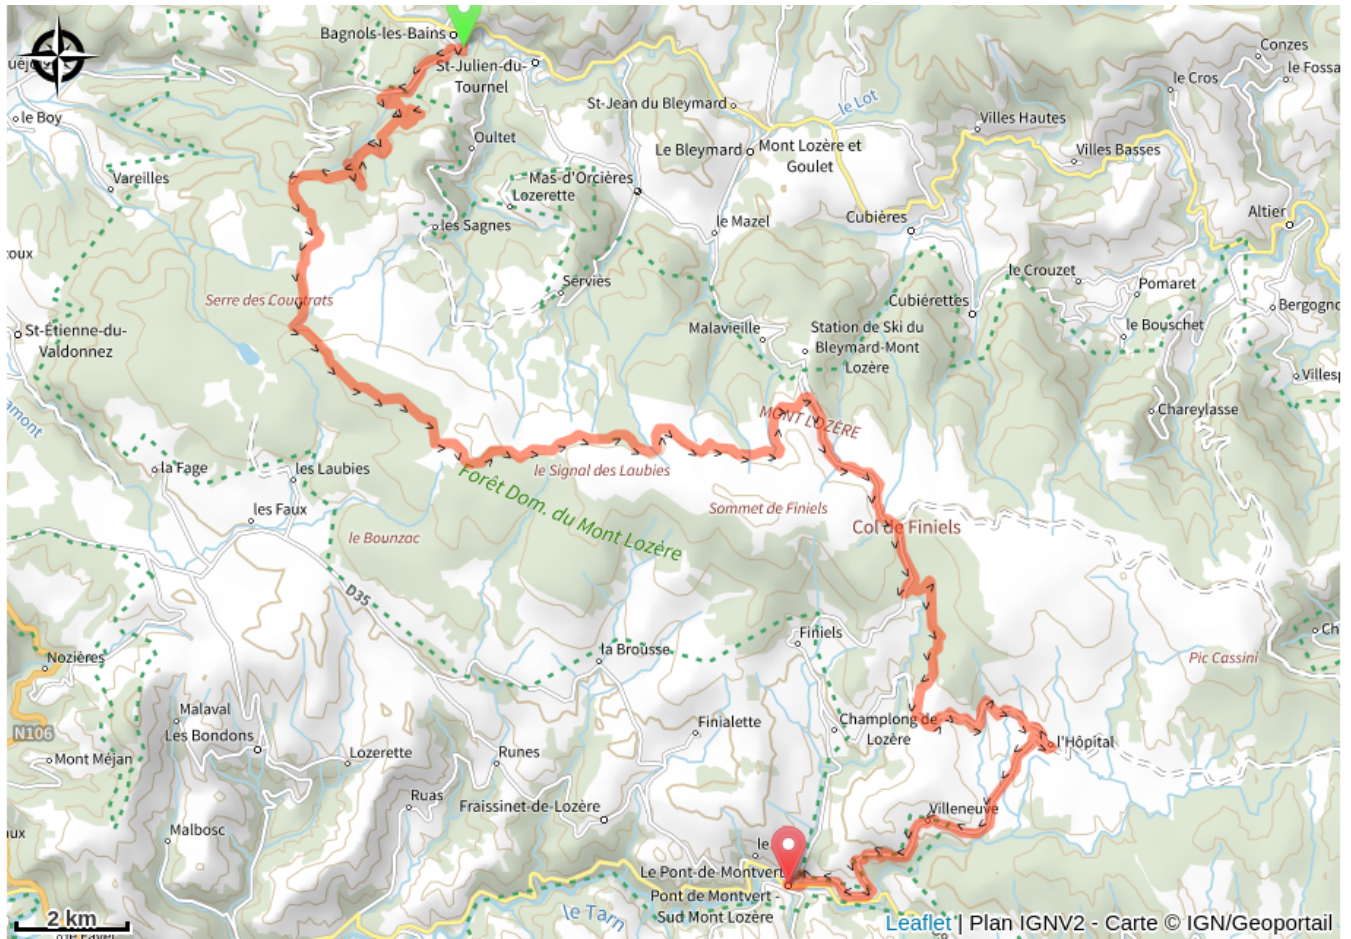 Bagnols-les-Bains
St-Julien-du-
Tournel
Conzes
le Fossa
le Cros
St-Jean du Bleymard
le Lot
le Boy
Villes Hautes
Oultet
Le Bleymard
Mont Lozère et
Goulet
Villes Basses
Vareilles
Mas-d'Orcières
Lozerette
les Sagnes
le Mazel
Cubières
Altier
oux
le Crouzet
Serviès
Pomaret
Serre des Countrats
Cubiérettes
Bergogno
St-Étienne-du-
Valdonnez
Malavieille
Station de Ski du
Bleymard-Mont
Lozère
le Bouschet
Villesp
amont
MONT LOZÈRE
Chareylasse
la Fage
les Laubies
le Signal des Laubies
Forêt Dom. du Mont Lozère
les Faux
Sommet de Finiels
Col de Finiels
le Bounzac
D35
Finiels
Ch
la Brousse
Nozières
Pic Cassini
Malaval
Les Bondons
Finialette
Champlong de
Lozère
N106
l'Hôpital
Mont Méjan
Lozerette
Runes
Ruas
Fraissinet-de-Lozère
Villeneuve
aux
Malbosc
le
Le Pont-de-Montvert
Pont de Montvert -
Sud Mont Lozère
le Tarn
2 km
Leaflet | Plan IGNV2 - Carte © IGN/Geoportail